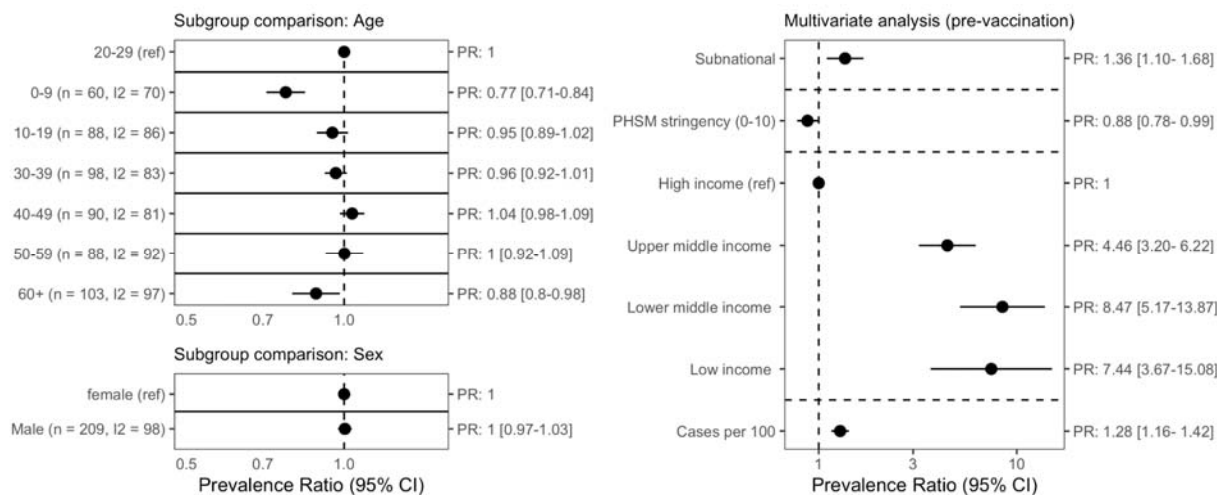 Subgroup comparison: Age
20-29 (ref) PR: 1
0-9 (n = 60, I2 = 70) PR: 0.77 [0.71-0.84]
10-19 (n = 88, I2 = 86) PR: 0.95 [0.89-1.02]
30-39 (n = 98, I2 = 83) PR: 0.96 [0.92-1.01]
40-49 (n = 90, I2 = 81) PR: 1.04 [0.98-1.09]
50-59 (n = 88, I2 = 92) PR: 1 [0.92-1.09]
60+ (n = 103, I2 = 97) PR: 0.88 [0.8-0.98]
0.5 0.7 1.0
Subgroup comparison: Sex
female (ref) PR: 1
Male (n = 209, I2 = 98) PR: 1 [0.97-1.03]
0.5 0.7 1.0
Prevalence Ratio (95% CI)
Multivariate analysis (pre-vaccination)
Subnational PR: 1.36 [1.10- 1.68]
PHSM stringency (0-10) PR: 0.88 [0.78- 0.99]
High income (ref) PR: 1
Upper middle income PR: 4.46 [3.20- 6.22]
Lower middle income PR: 8.47 [5.17-13.87]
Low income PR: 7.44 [3.67-15.08]
Cases per 100 PR: 1.28 [1.16- 1.42]
1 3 10
Prevalence Ratio (95% CI)